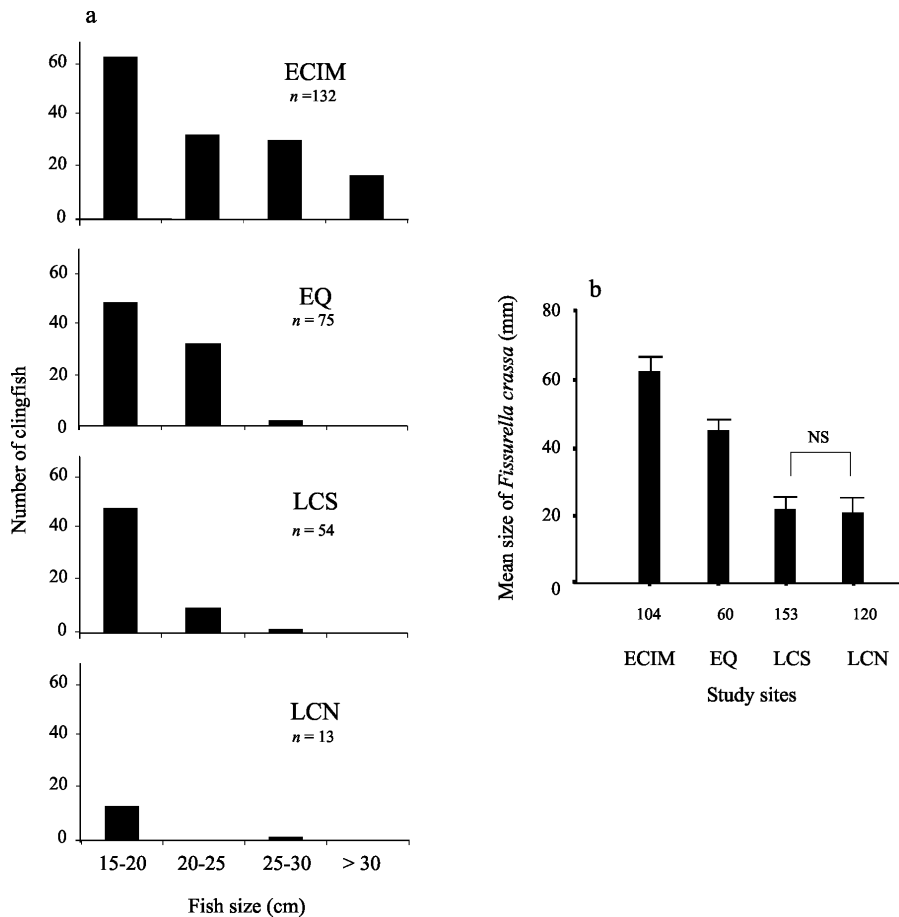 a
60
40
20
0
ECIM
n =132
60
40
20
0
EQ
n = 75
60
40
20
0
LCS
n = 54
60
40
20
0
LCN
n = 13
15-20 20-25 25-30 > 30
Fish size (cm)
Number of clingfish
b
80
60
40
20
0
NS
104 60 153 120
ECIM EQ LCS LCN
Study sites
Mean size of Fissurella crassa (mm)